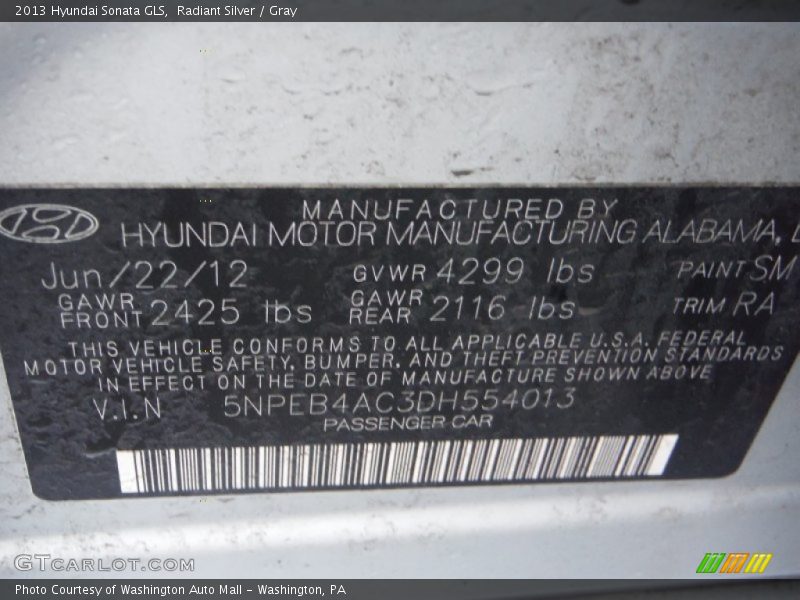 2013 Hyundai Sonata GLS, Radiant Silver / Gray
MANUFACTURED BY
HYUNDAI MOTOR MANUFACTURING ALABAMA, L
Jun/22/12 GVWR 4299 lbs PAINT SM
GAWR FRONT 2425 lbs GAWR REAR 2116 lbs TRIM RA
THIS VEHICLE CONFORMS TO ALL APPLICABLE U.S.A. FEDERAL
MOTOR VEHICLE SAFETY, BUMPER, AND THEFT PREVENTION STANDARDS
IN EFFECT ON THE DATE OF MANUFACTURE SHOWN ABOVE
V.I.N 5NPEB4AC3DH554013
PASSENGER CAR
GTCARLOT.COM
Photo Courtesy of Washington Auto Mall - Washington, PA